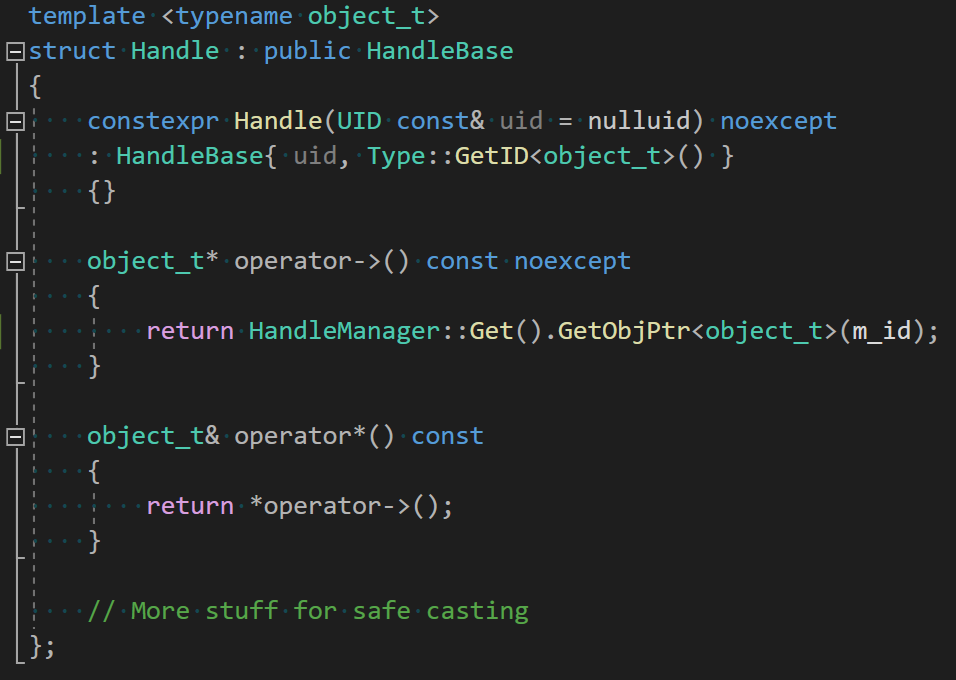 template <typename object_t>
struct Handle : public HandleBase
{
    constexpr Handle(UID const& uid = nulluid) noexcept
    : HandleBase{ uid, Type::GetID<object_t>() }
    {}

    object_t* operator->() const noexcept
    {
        return HandleManager::Get().GetObjPtr<object_t>(m_id);
    }

    object_t& operator*() const
    {
        return *operator->();
    }

    // More stuff for safe casting
};